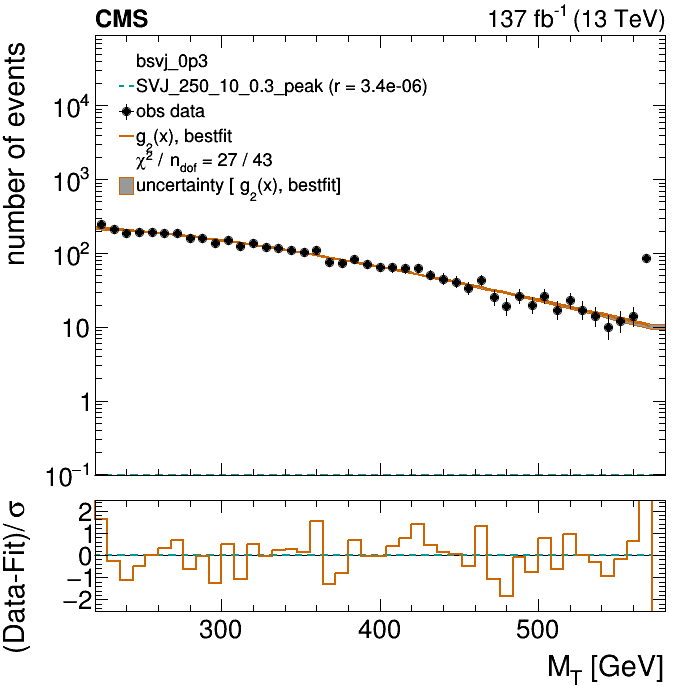 CMS 137 fb⁻¹ (13 TeV)
bsvj_0p3
SVJ_250_10_0.3_peak (r = 3.4e-06)
obs data
g₂(x), bestfit
χ² / n_dof = 27 / 43
uncertainty [ g₂(x), bestfit]
number of events
10⁴
10³
10²
10
1
10⁻¹
(Data-Fit)/σ
2
1
0
−1
−2
300 400 500
M_T [GeV]